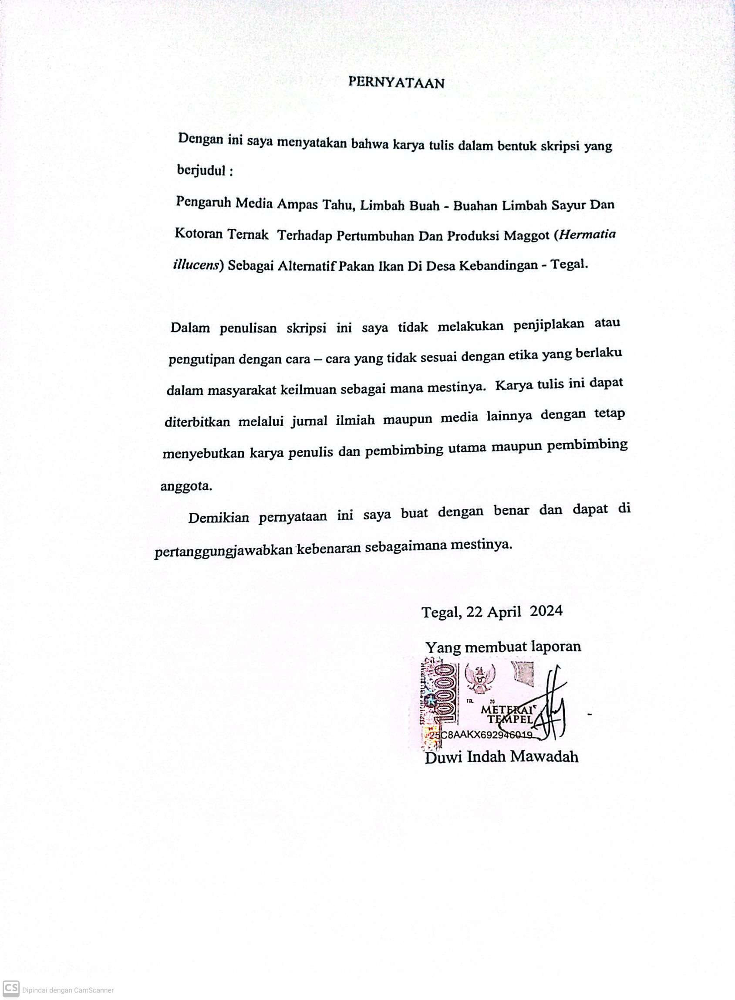 PERNYATAAN
Dengan ini saya menyatakan bahwa karya tulis dalam bentuk skripsi yang
berjudul :
Pengaruh Media Ampas Tahu, Limbah Buah - Buahan Limbah Sayur Dan
Kotoran Ternak Terhadap Pertumbuhan Dan Produksi Maggot (Hermatia
illucens) Sebagai Alternatif Pakan Ikan Di Desa Kebandingan - Tegal.
Dalam penulisan skripsi ini saya tidak melakukan penjiplakan atau
pengutipan dengan cara – cara yang tidak sesuai dengan etika yang berlaku
dalam masyarakat keilmuan sebagai mana mestinya. Karya tulis ini dapat
diterbitkan melalui jurnal ilmiah maupun media lainnya dengan tetap
menyebutkan karya penulis dan pembimbing utama maupun pembimbing
anggota.
Demikian pernyataan ini saya buat dengan benar dan dapat di
pertanggungjawabkan kebenaran sebagaimana mestinya.
Tegal, 22 April 2024
Yang membuat laporan
10000
TGL 20
METERAI
TEMPEL
25C8AAKX692946019
Duwi Indah Mawadah
CS Dipindai dengan CamScanner